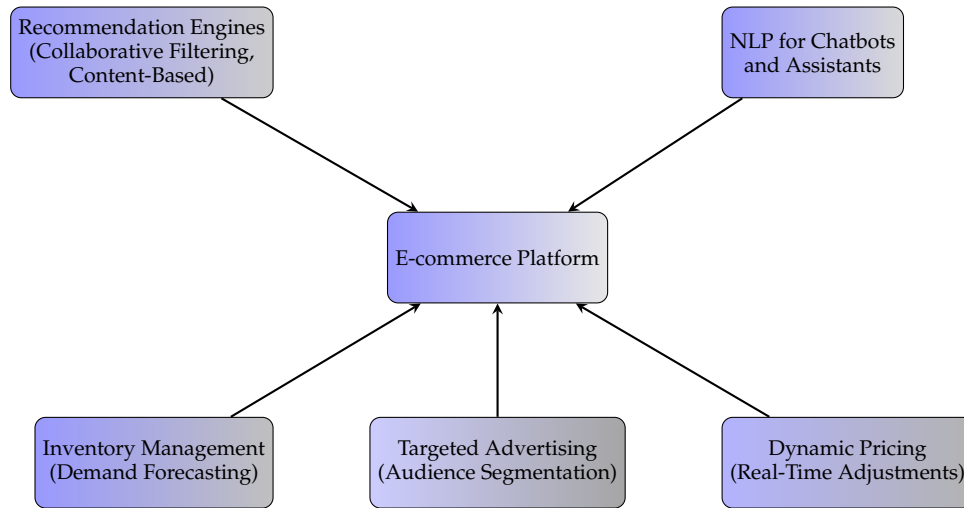 Recommendation Engines
(Collaborative Filtering,
Content-Based)
NLP for Chatbots
and Assistants
E-commerce Platform
Inventory Management
(Demand Forecasting)
Targeted Advertising
(Audience Segmentation)
Dynamic Pricing
(Real-Time Adjustments)